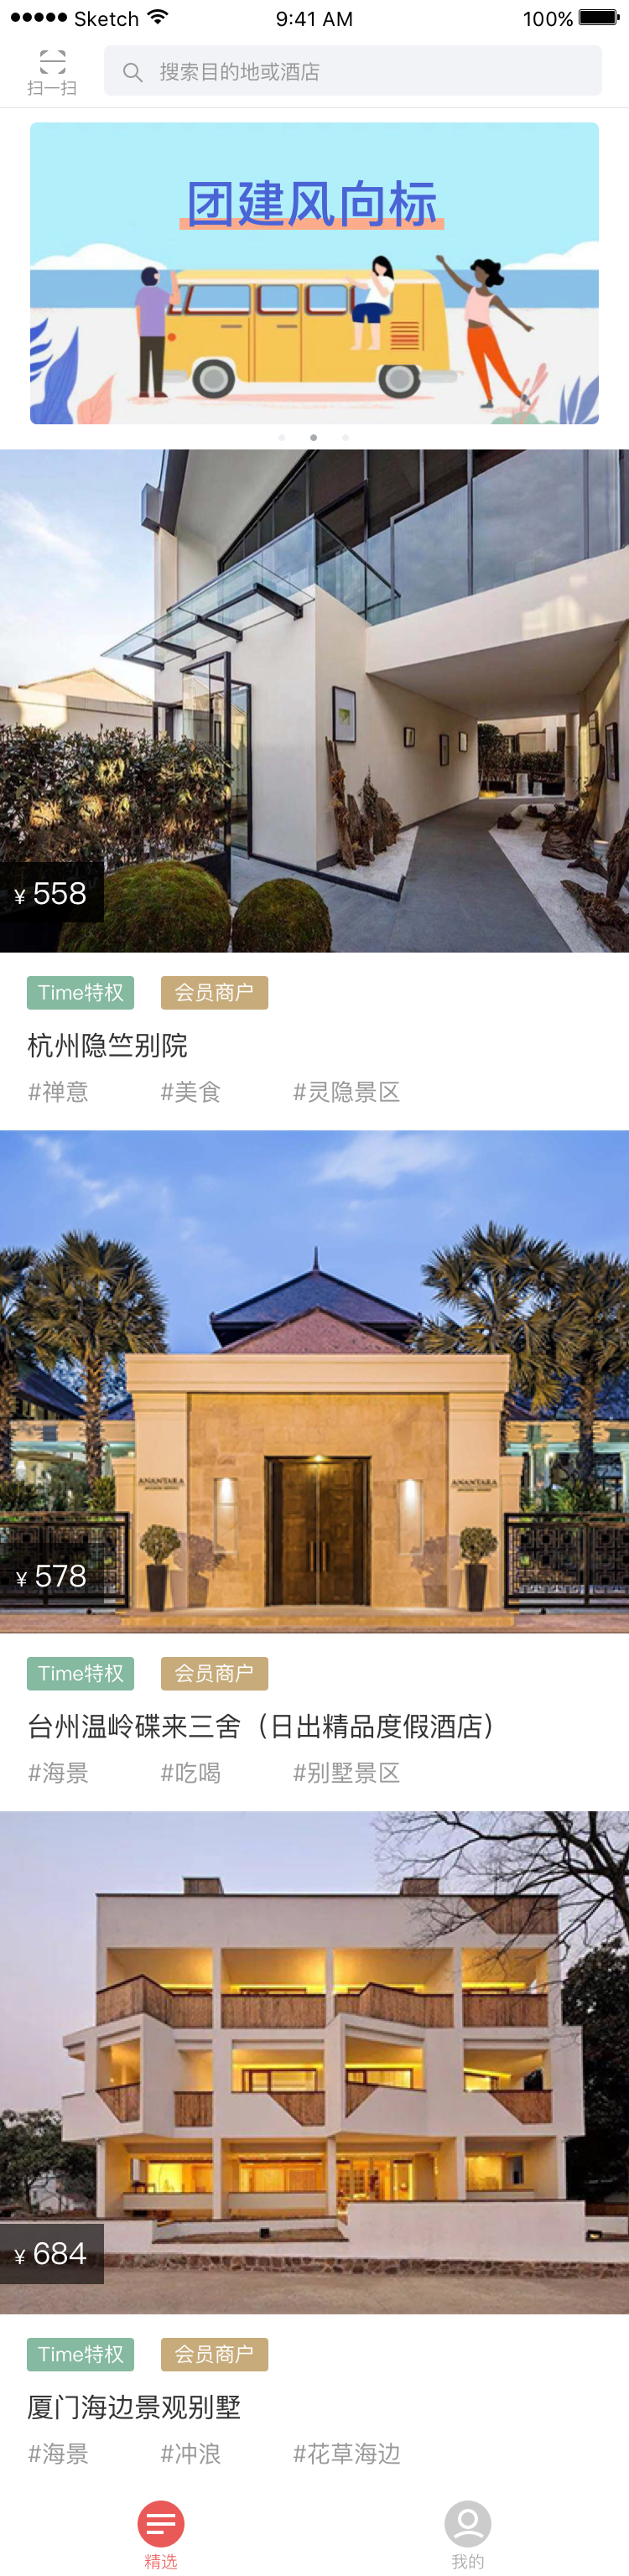 ●●●●● Sketch 9:41 AM 100%
扫一扫
搜索目的地或酒店
团建风向标
¥ 558
Time特权 会员商户
杭州隐竺别院
#禅意 #美食 #灵隐景区
ANANTARA ANANTARA
¥ 578
Time特权 会员商户
台州温岭碟来三舍（日出精品度假酒店）
#海景 #吃喝 #别墅景区
¥ 684
Time特权 会员商户
厦门海边景观别墅
#海景 #冲浪 #花草海边
精选 我的